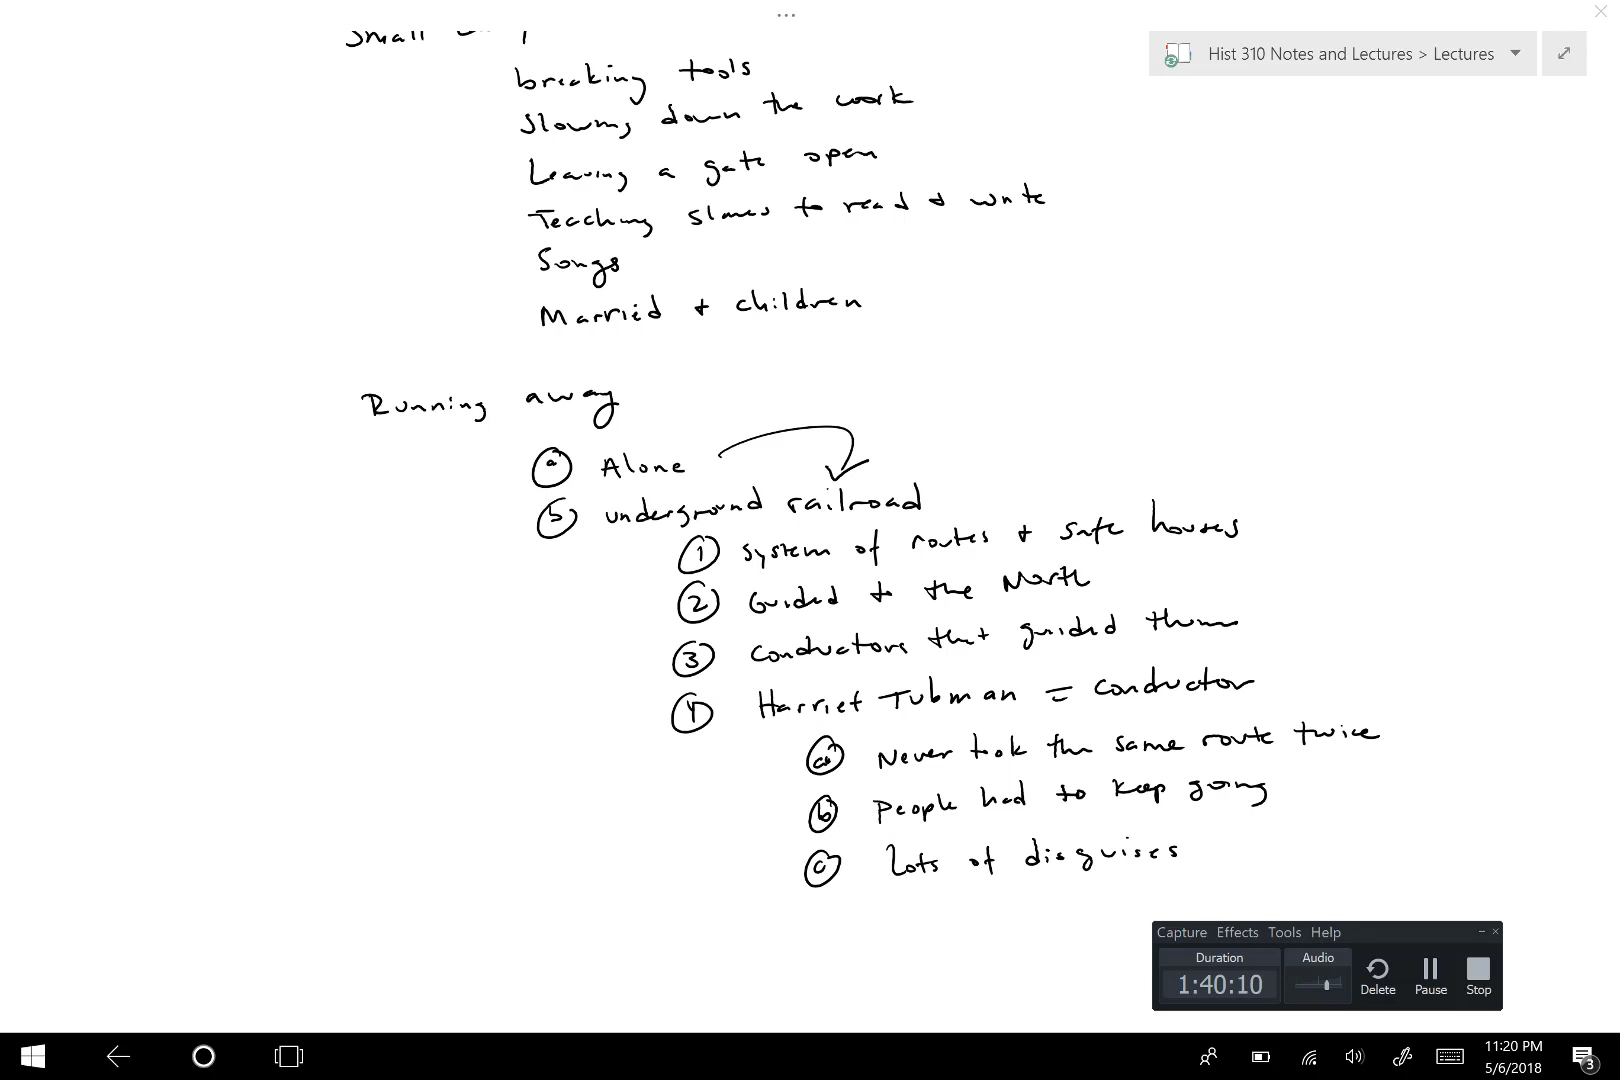 Small
Hist 310 Notes and Lectures > Lectures
breaking tools
Slowing down the work
Leaving a gate open
Teaching slaves to read + write
Songs
Married + children
Running away
a Alone
b underground railroad
1 system of routes + safe houses
2 Guided to the North
3 Conductors that guided them
4 Harriet Tubman = conductor
a Never took the same route twice
b People had to keep going
c lots of disguises
Capture Effects Tools Help
Duration Audio
1:40:10
Delete Pause Stop
11:20 PM
5/6/2018
3